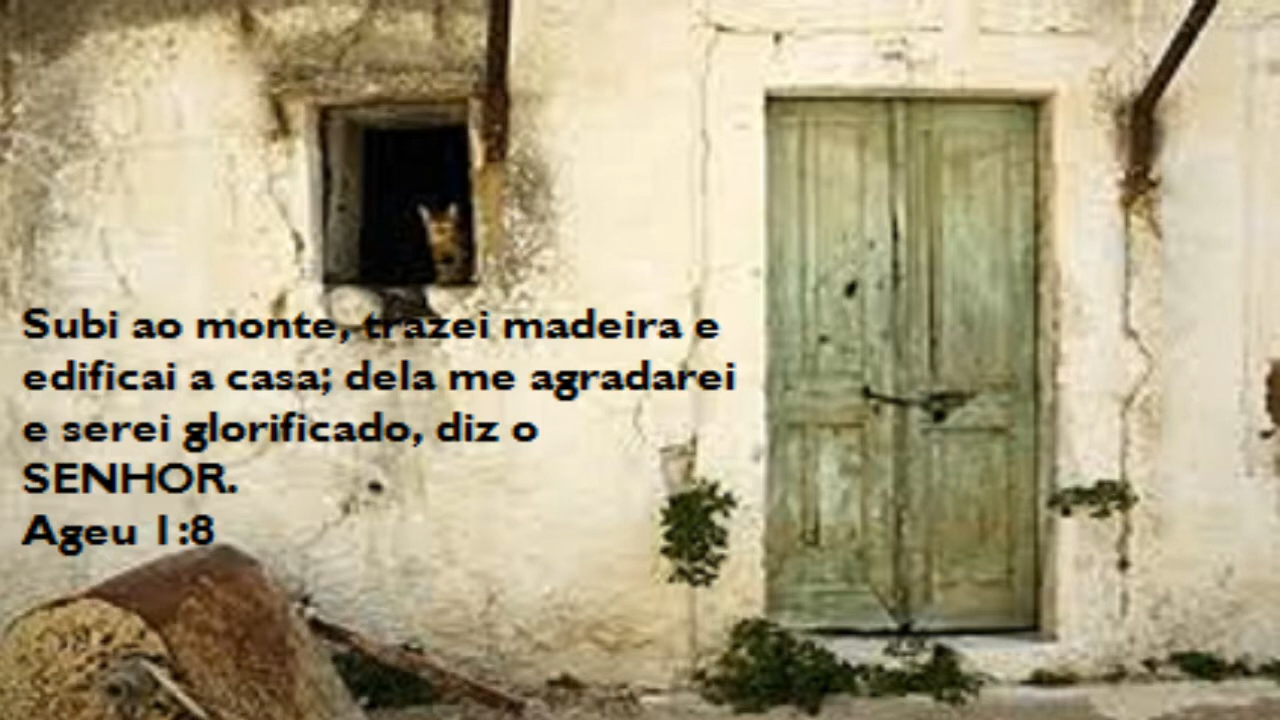 Subi ao monte, trazei madeira e
edificai a casa; dela me agradarei
e serei glorificado, diz o
SENHOR.
Ageu 1:8